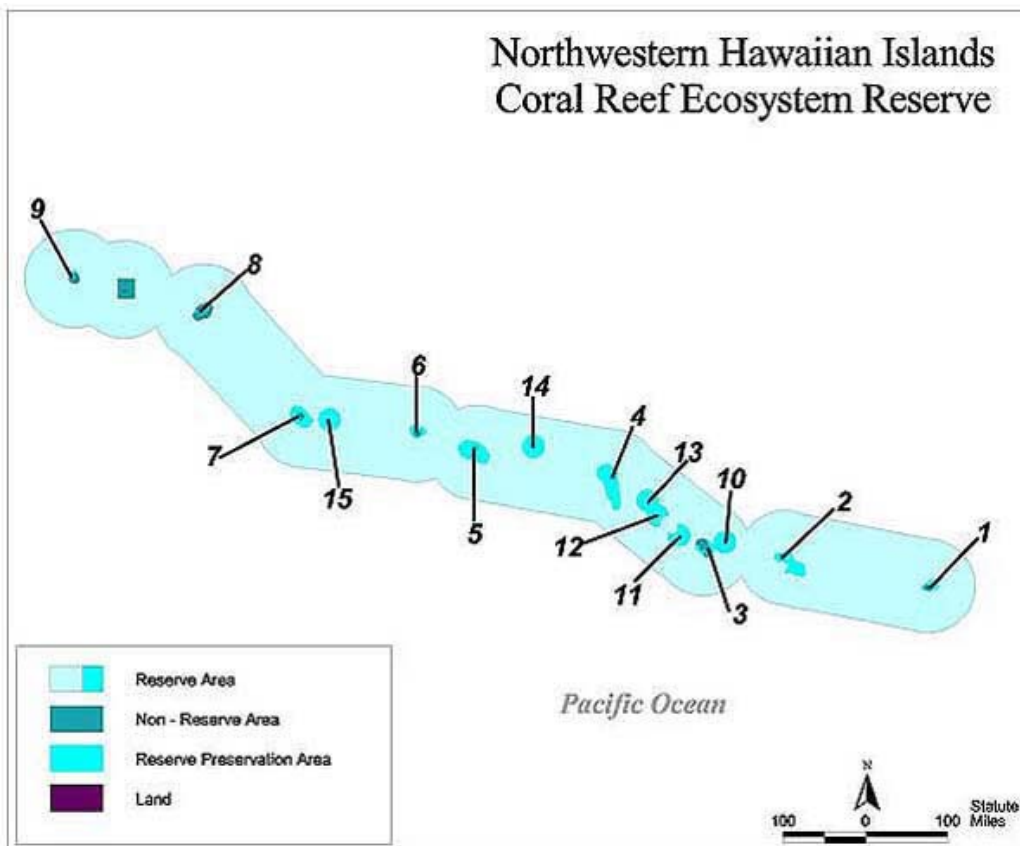 Northwestern Hawaiian Islands
Coral Reef Ecosystem Reserve
9
8
6
14
4
13
10
2
1
7
15
5
12
11
3
Reserve Area
Non - Reserve Area
Reserve Preservation Area
Land
Pacific Ocean
N
100 0 100 Statute
Miles